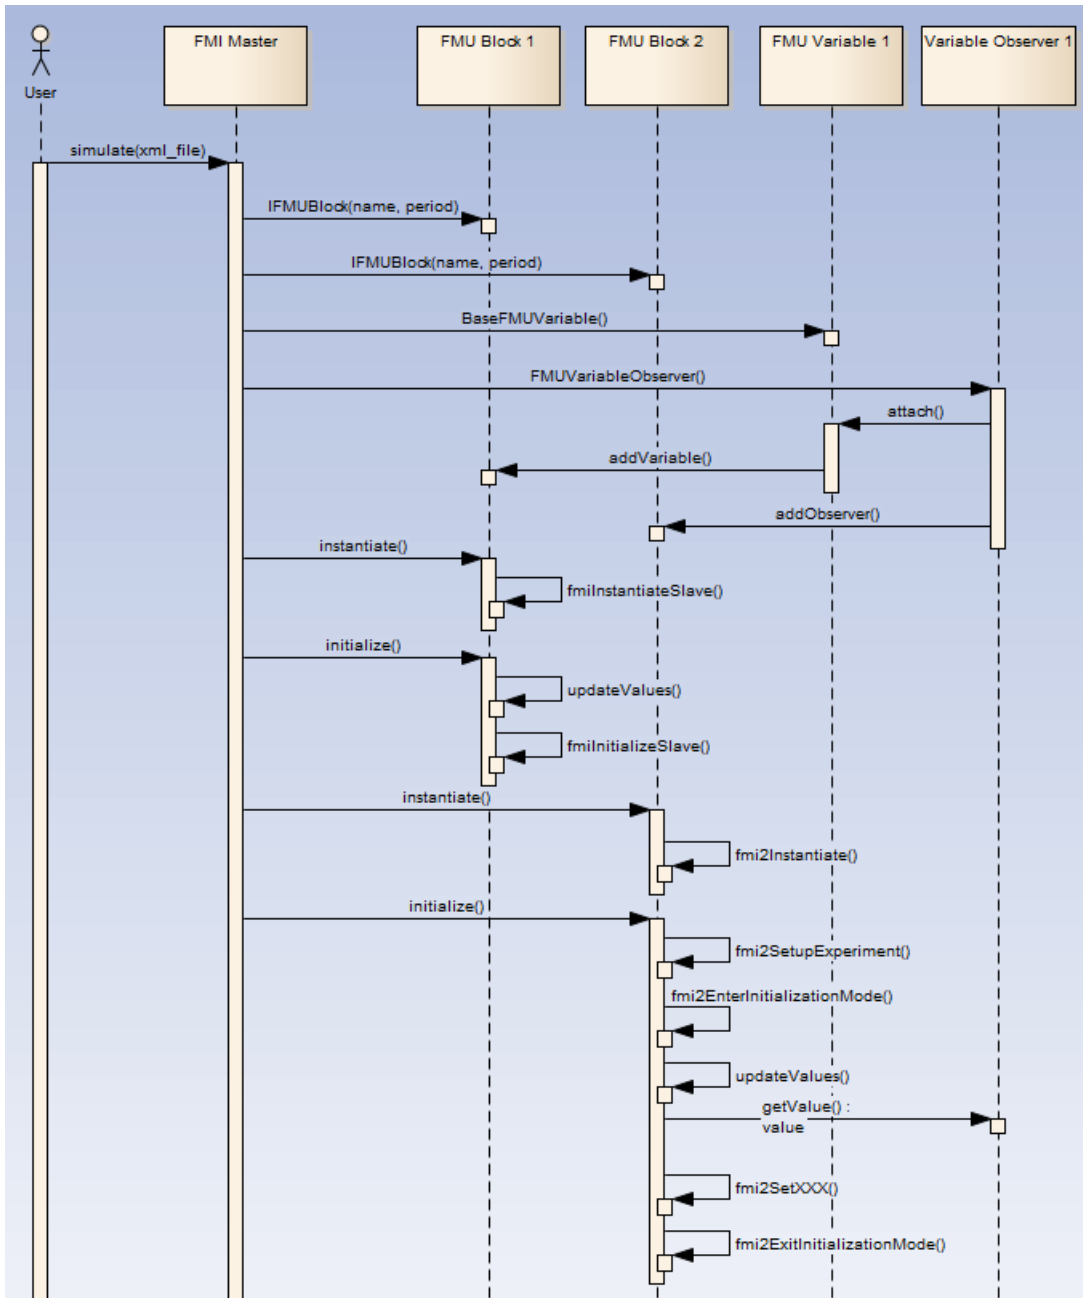 FMI Master
FMU Block 1
FMU Block 2
FMU Variable 1
Variable Observer 1
User
simulate(xml_file)
IFMUBlock(name, period)
IFMUBlock(name, period)
BaseFMUVariable()
FMUVariableObserver()
attach()
addVariable()
addObserver()
instantiate()
fmiInstantiateSlave()
initialize()
updateValues()
fmiInitializeSlave()
instantiate()
fmi2Instantiate()
initialize()
fmi2SetupExperiment()
fmi2EnterInitializationMode()
updateValues()
getValue() :
value
fmi2SetXXX()
fmi2ExitInitializationMode()